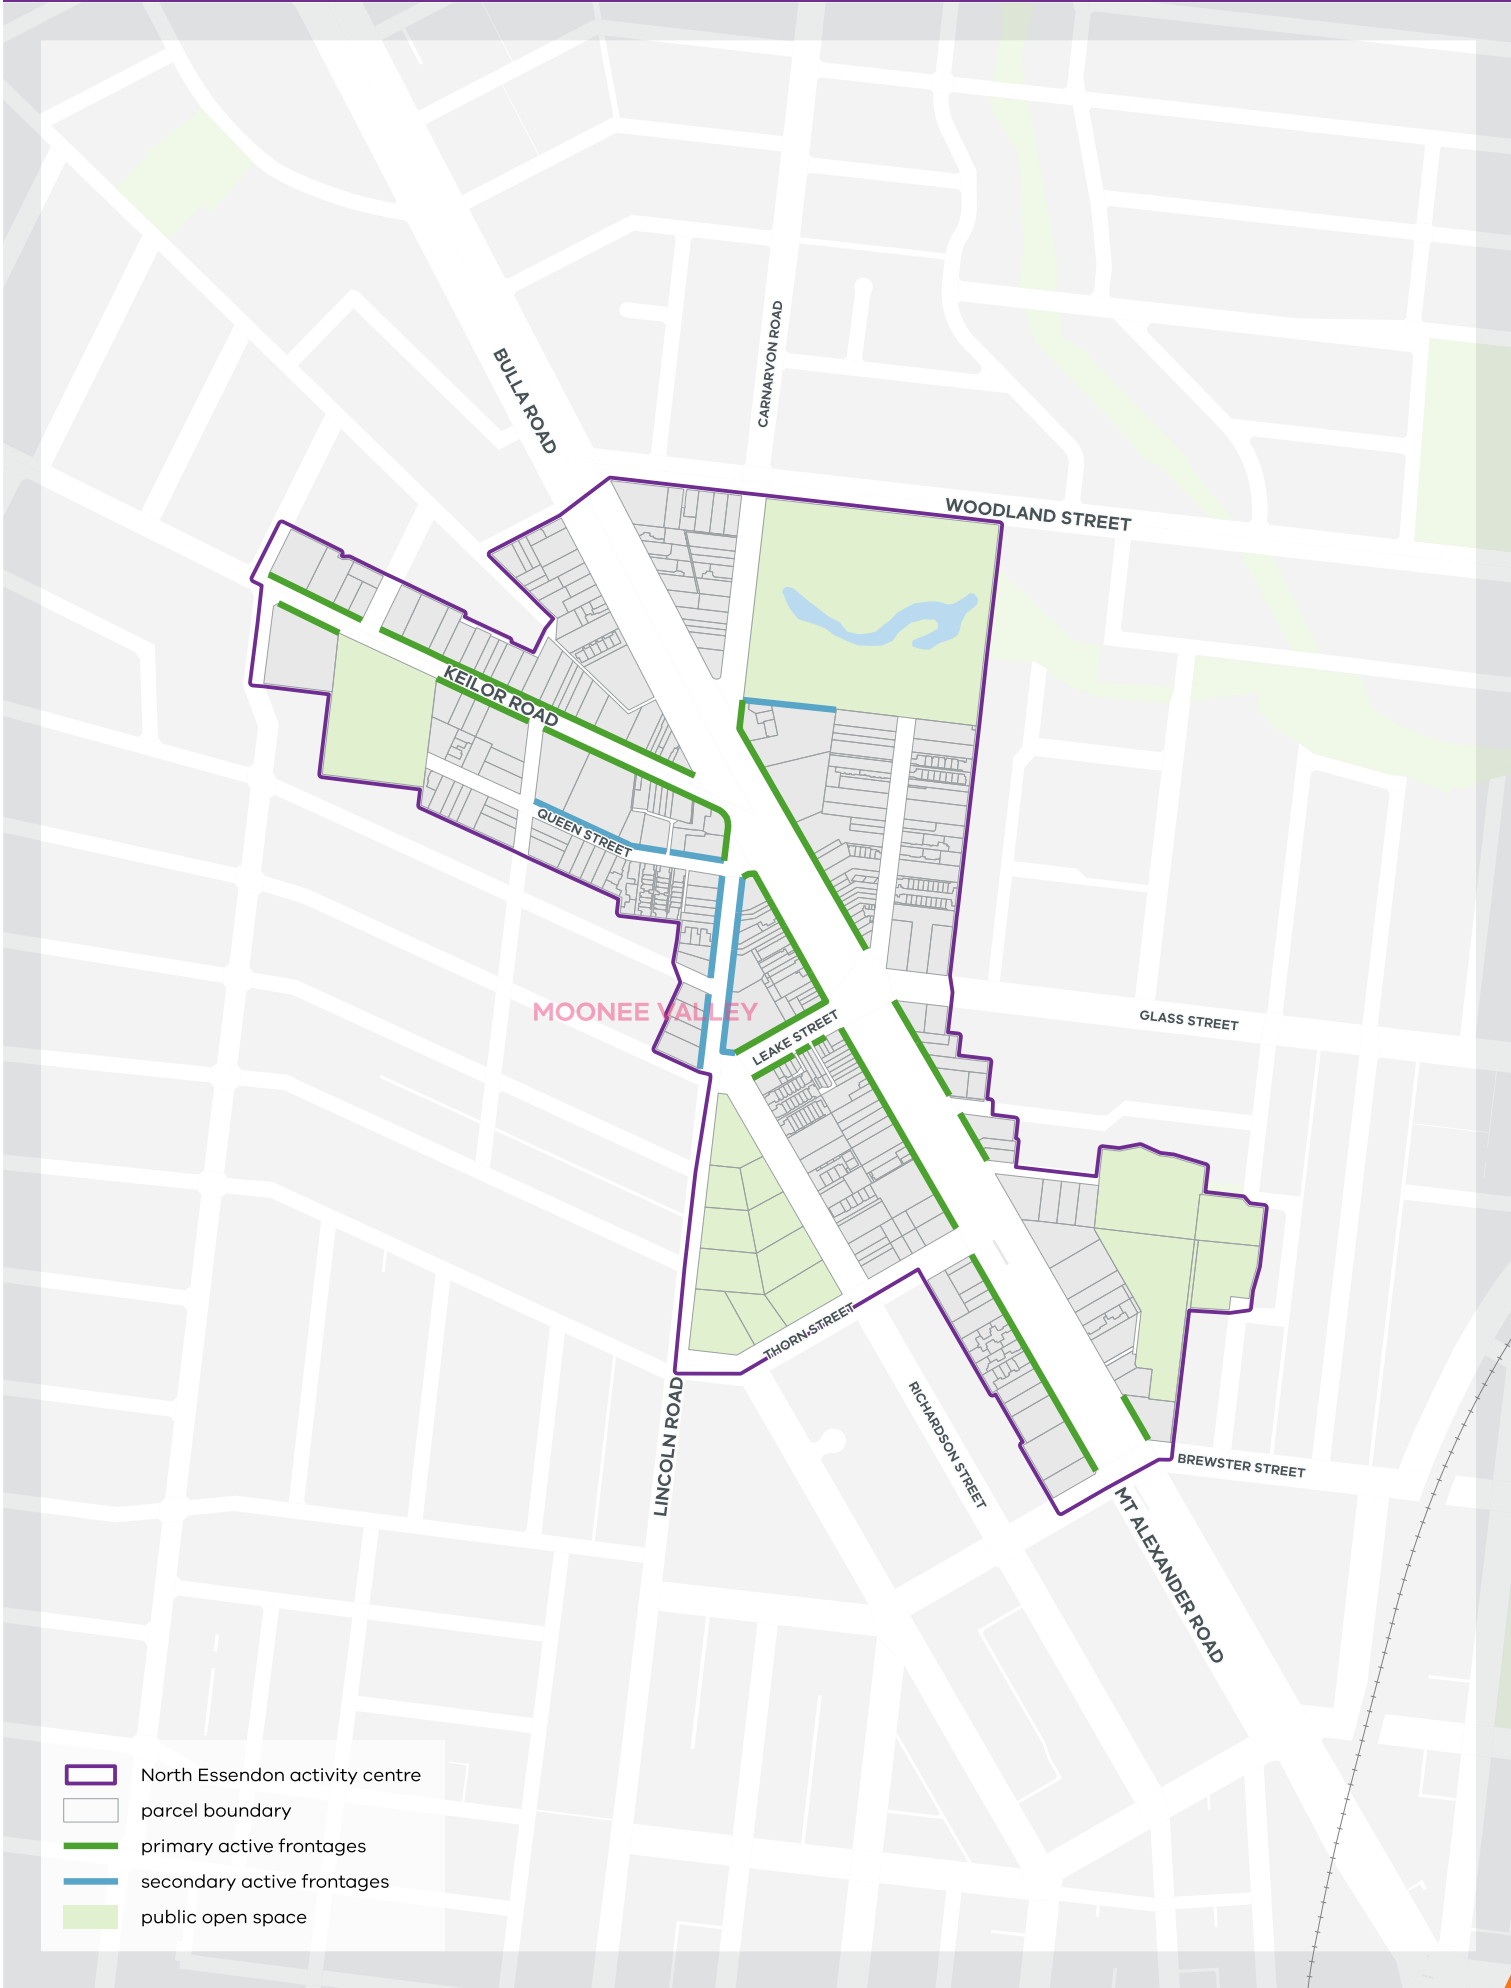 CARNARVON ROAD
BULLA ROAD
WOODLAND STREET
KEILOR ROAD
QUEEN STREET
MOONEE VALLEY
LEAKE STREET
GLASS STREET
THORN STREET
LINCOLN ROAD
RICHARDSON STREET
BREWSTER STREET
MT ALEXANDER ROAD
North Essendon activity centre
parcel boundary
primary active frontages
secondary active frontages
public open space